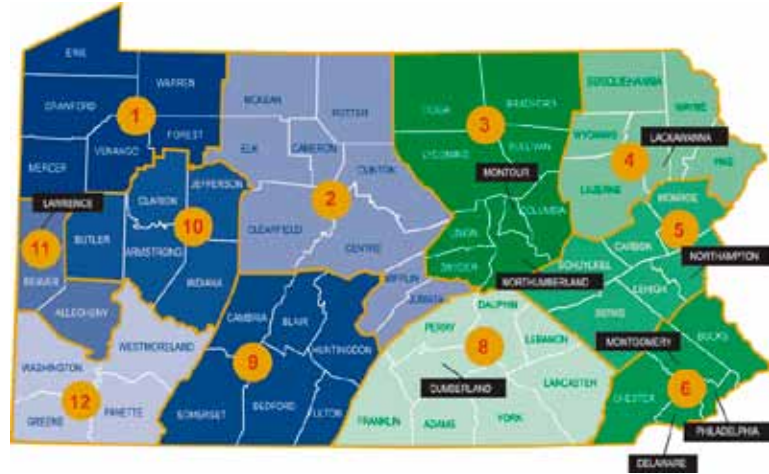 ERIE
WARREN
CRAWFORD
1
FOREST
VENANGO
MERCER
MCKEAN
POTTER
ELK
CAMERON
CLINTON
2
CLEARFIELD
CENTRE
MIFFLIN
JUNIATA
TIOGA
BRADFORD
3
LYCOMING
SULLIVAN
MONTOUR
COLUMBIA
UNION
SNYDER
NORTHUMBERLAND
SUSQUEHANNA
WAYNE
WYOMING
LACKAWANNA
4
PIKE
LUZERNE
MONROE
5
CARBON
NORTHAMPTON
SCHUYLKILL
LEHIGH
BERKS
MONTGOMERY
BUCKS
6
CHESTER
PHILADELPHIA
DELAWARE
DAUPHIN
PERRY
8
LEBANON
CUMBERLAND
LANCASTER
FRANKLIN
ADAMS
YORK
CAMBRIA
BLAIR
HUNTINGDON
9
SOMERSET
BEDFORD
FULTON
JEFFERSON
CLARION
10
BUTLER
ARMSTRONG
INDIANA
LAWRENCE
11
BEAVER
ALLEGHENY
WESTMORELAND
WASHINGTON
12
GREENE
FAYETTE